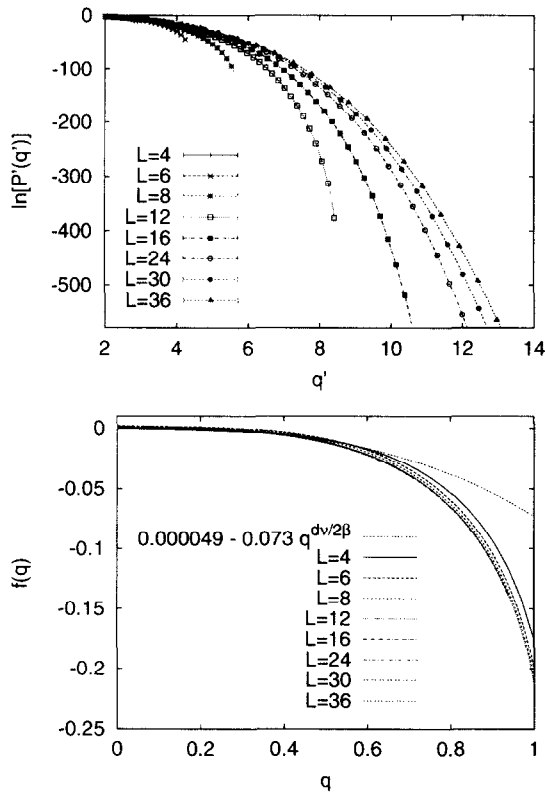 0
-100
-200
-300
-400
-500
ln[P'(q')]
L=4
L=6
L=8
L=12
L=16
L=24
L=30
L=36
2 4 6 8 10 12 14
q'
0
-0.05
-0.1
-0.15
-0.2
-0.25
f(q)
0.000049 - 0.073 q^{dν/2β}
L=4
L=6
L=8
L=12
L=16
L=24
L=30
L=36
0 0.2 0.4 0.6 0.8 1
q